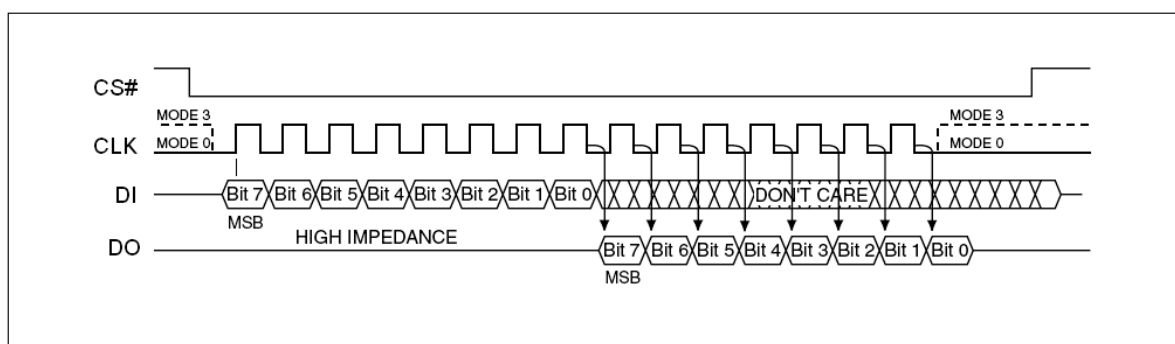 CS#
MODE 3
MODE 3
CLK
MODE 0
MODE 0
DI
Bit 7 Bit 6 Bit 5 Bit 4 Bit 3 Bit 2 Bit 1 Bit 0 DON'T CARE
MSB
HIGH IMPEDANCE
DO
Bit 7 Bit 6 Bit 5 Bit 4 Bit 3 Bit 2 Bit 1 Bit 0
MSB